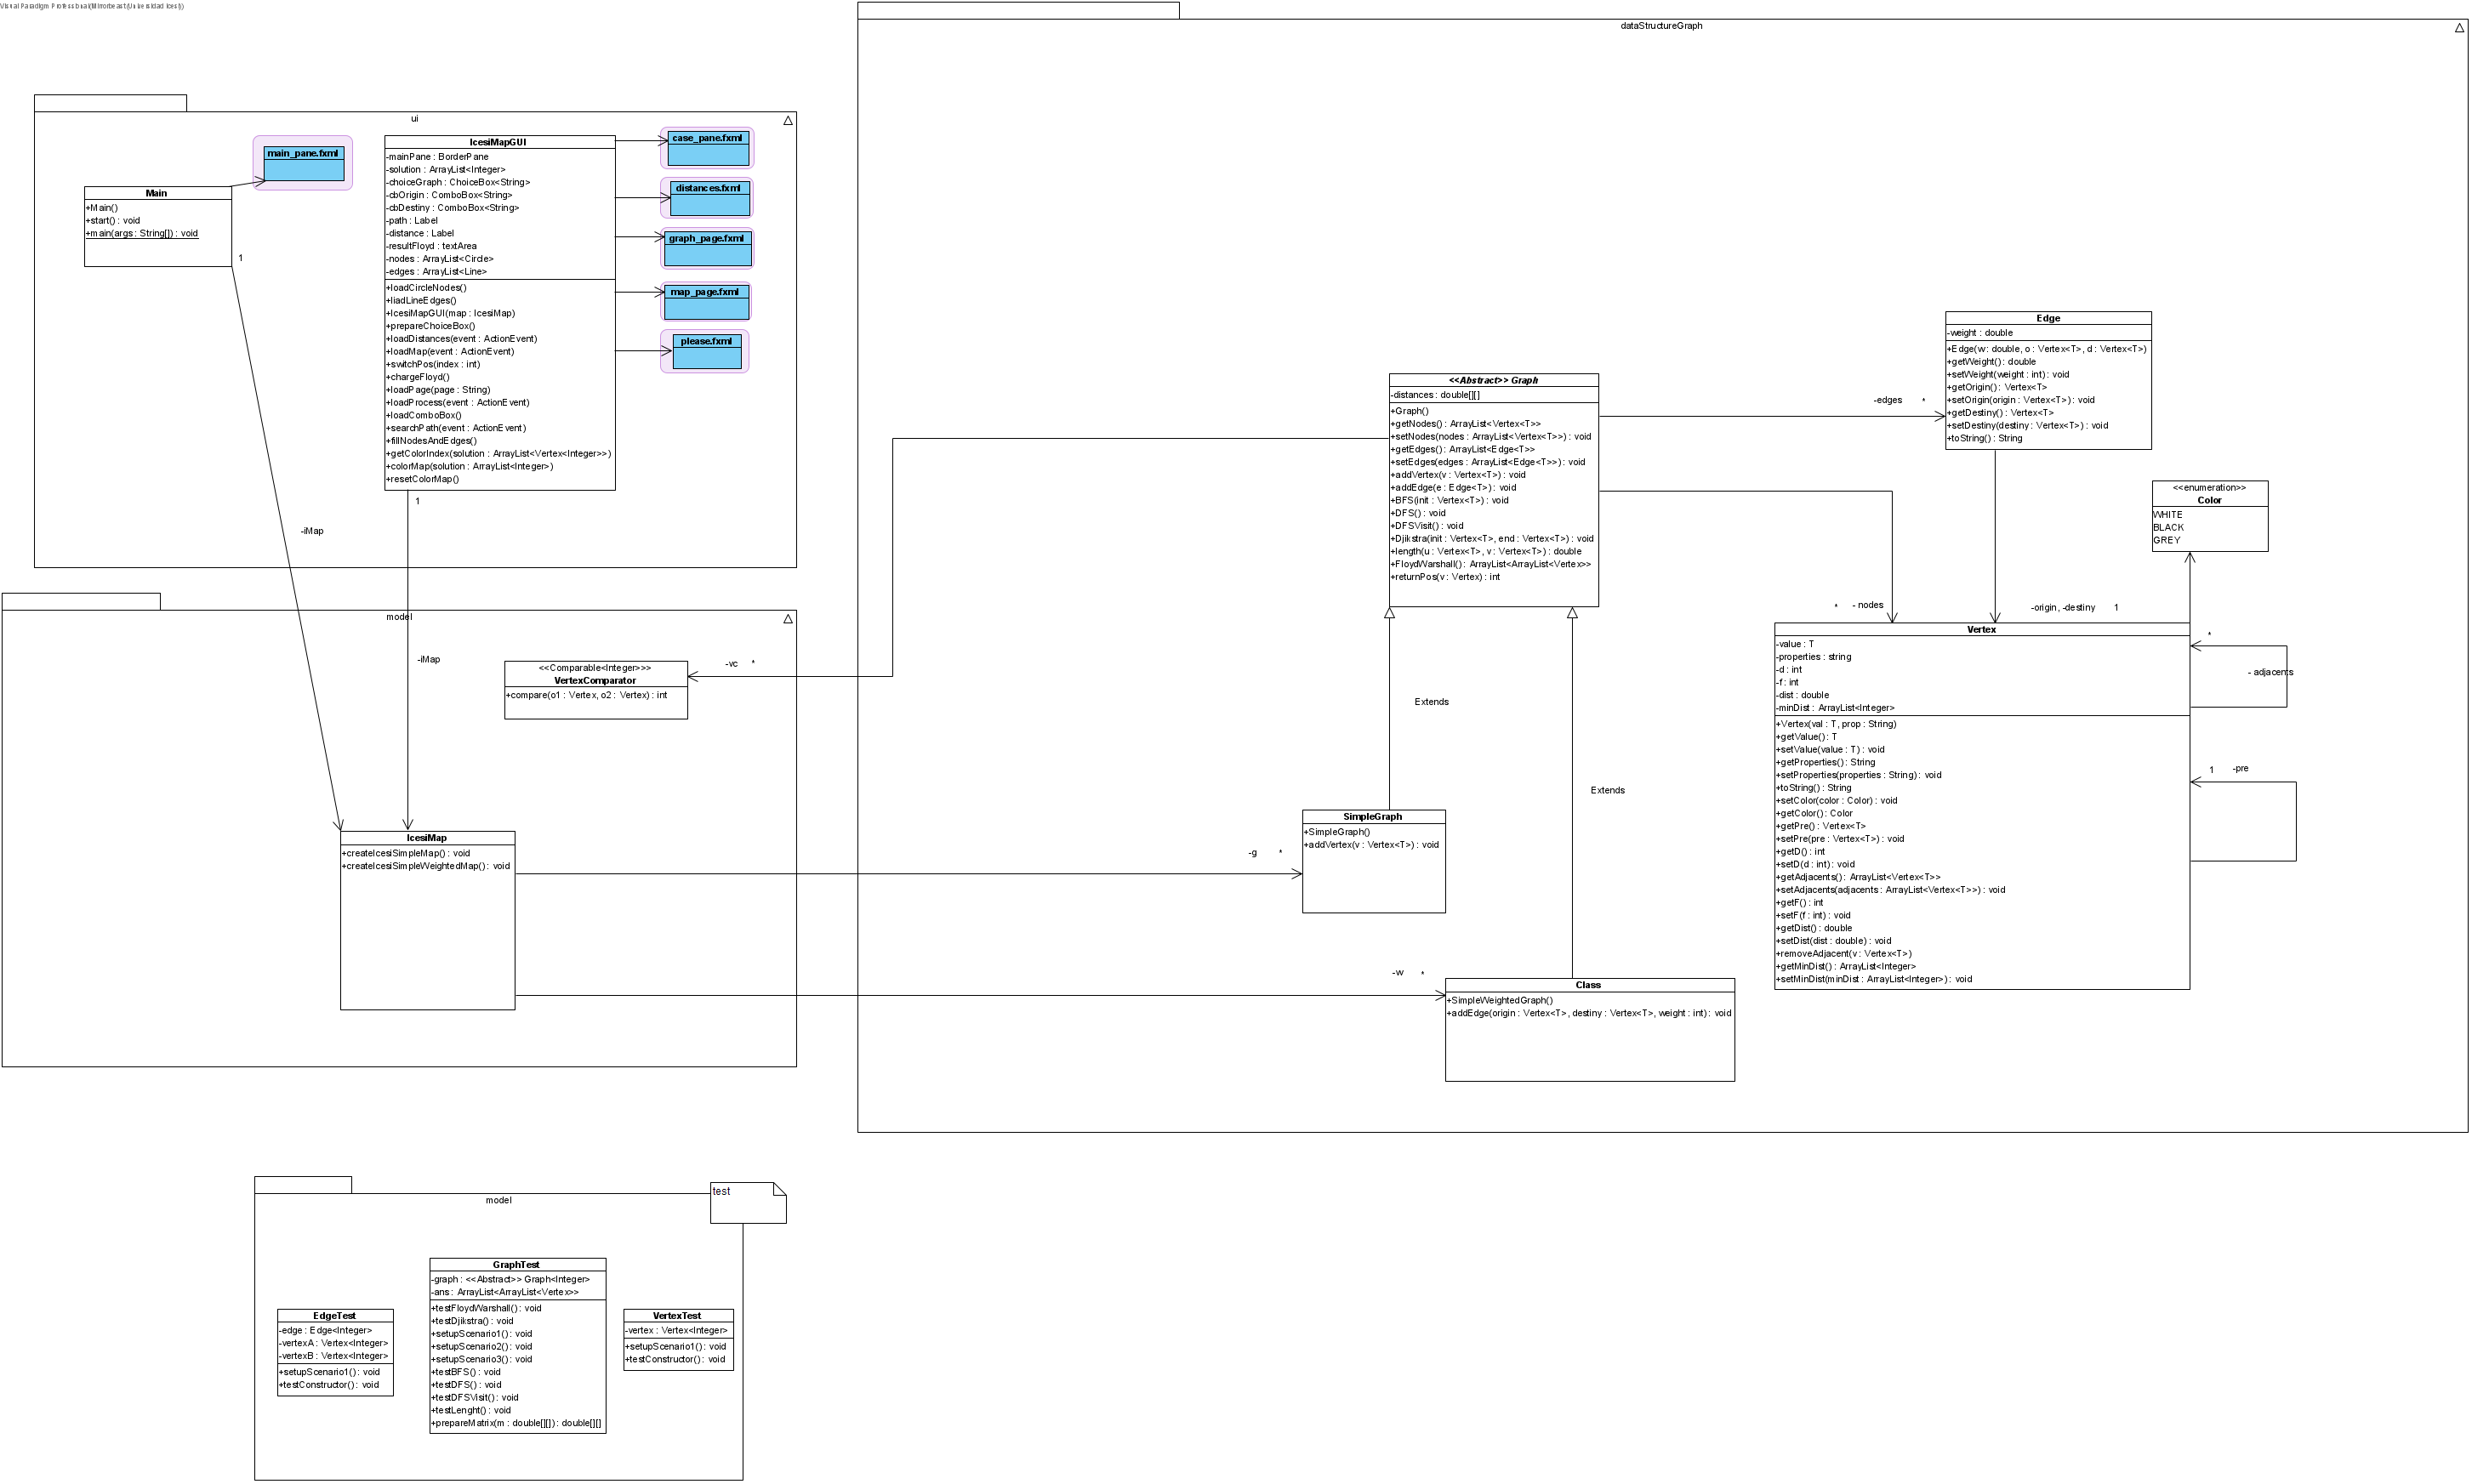 Visual Paradigm Professional(Mirrorbeast(Universidad Icesi))
dataStructureGraph
ui
main_pane.fxml
Main
+Main()
+start() : void
+main(args : String[]) : void
1
-iMap
IcesiMapGUI
-mainPane : BorderPane
-solution : ArrayList<Integer>
-choiceGraph : ChoiceBox<String>
-cbOrigin : ComboBox<String>
-cbDestiny : ComboBox<String>
-path : Label
-distance : Label
-resultFloyd : textArea
-nodes : ArrayList<Circle>
-edges : ArrayList<Line>
+loadCircleNodes()
+liadLineEdges()
+IcesiMapGUI(map : IcesiMap)
+prepareChoiceBox()
+loadDistances(event : ActionEvent)
+loadMap(event : ActionEvent)
+switchPos(index : int)
+chargeFloyd()
+loadPage(page : String)
+loadProcess(event : ActionEvent)
+loadComboBox()
+searchPath(event : ActionEvent)
+fillNodesAndEdges()
+getColorIndex(solution : ArrayList<Vertex<Integer>>)
+colorMap(solution : ArrayList<Integer>)
+resetColorMap()
1
-iMap
case_pane.fxml
distances.fxml
graph_page.fxml
map_page.fxml
please.fxml
model
<<Comparable<Integer>>>
VertexComparator
+compare(o1 : Vertex, o2 : Vertex) : int
-vc *
IcesiMap
+createIcesiSimpleMap() : void
+createIcesiSimpleWeightedMap() : void
-g *
-w *
<<Abstract>> Graph
-distances : double[][]
+Graph()
+getNodes() : ArrayList<Vertex<T>>
+setNodes(nodes : ArrayList<Vertex<T>>) : void
+getEdges() : ArrayList<Edge<T>>
+setEdges(edges : ArrayList<Edge<T>>) : void
+addVertex(v : Vertex<T>) : void
+addEdge(e : Edge<T>) : void
+BFS(init : Vertex<T>) : void
+DFS() : void
+DFSVisit() : void
+Djikstra(init : Vertex<T>, end : Vertex<T>) : void
+length(u : Vertex<T>, v : Vertex<T>) : double
+FloydWarshall() : ArrayList<ArrayList<Vertex>>
+returnPos(v : Vertex) : int
-edges *
* - nodes
Extends
Extends
SimpleGraph
+SimpleGraph()
+addVertex(v : Vertex<T>) : void
Class
+SimpleWeightedGraph()
+addEdge(origin : Vertex<T>, destiny : Vertex<T>, weight : int) : void
Edge
-weight : double
+Edge(w : double, o : Vertex<T>, d : Vertex<T>)
+getWeight() : double
+setWeight(weight : int) : void
+getOrigin() : Vertex<T>
+setOrigin(origin : Vertex<T>) : void
+getDestiny() : Vertex<T>
+setDestiny(destiny : Vertex<T>) : void
+toString() : String
-origin, -destiny 1
<<enumeration>>
Color
WHITE
BLACK
GREY
Vertex
-value : T
-properties : string
-d : int
-f : int
-dist : double
-minDist : ArrayList<Integer>
+Vertex(val : T, prop : String)
+getValue() : T
+setValue(value : T) : void
+getProperties() : String
+setProperties(properties : String) : void
+toString() : String
+setColor(color : Color) : void
+getColor() : Color
+getPre() : Vertex<T>
+setPre(pre : Vertex<T>) : void
+getD() : int
+setD(d : int) : void
+getAdjacents() : ArrayList<Vertex<T>>
+setAdjacents(adjacents : ArrayList<Vertex<T>>) : void
+getF() : int
+setF(f : int) : void
+getDist() : double
+setDist(dist : double) : void
+removeAdjacent(v : Vertex<T>)
+getMinDist() : ArrayList<Integer>
+setMinDist(minDist : ArrayList<Integer>) : void
*
- adjacents
1 -pre
model
test
EdgeTest
-edge : Edge<Integer>
-vertexA : Vertex<Integer>
-vertexB : Vertex<Integer>
+setupScenario1() : void
+testConstructor() : void
GraphTest
-graph : <<Abstract>> Graph<Integer>
-ans : ArrayList<ArrayList<Vertex>>
+testFloydWarshall() : void
+testDjikstra() : void
+setupScenario1() : void
+setupScenario2() : void
+setupScenario3() : void
+testBFS() : void
+testDFS() : void
+testDFSVisit() : void
+testLenght() : void
+prepareMatrix(m : double[][]) : double[][]
VertexTest
-vertex : Vertex<Integer>
+setupScenario1() : void
+testConstructor() : void